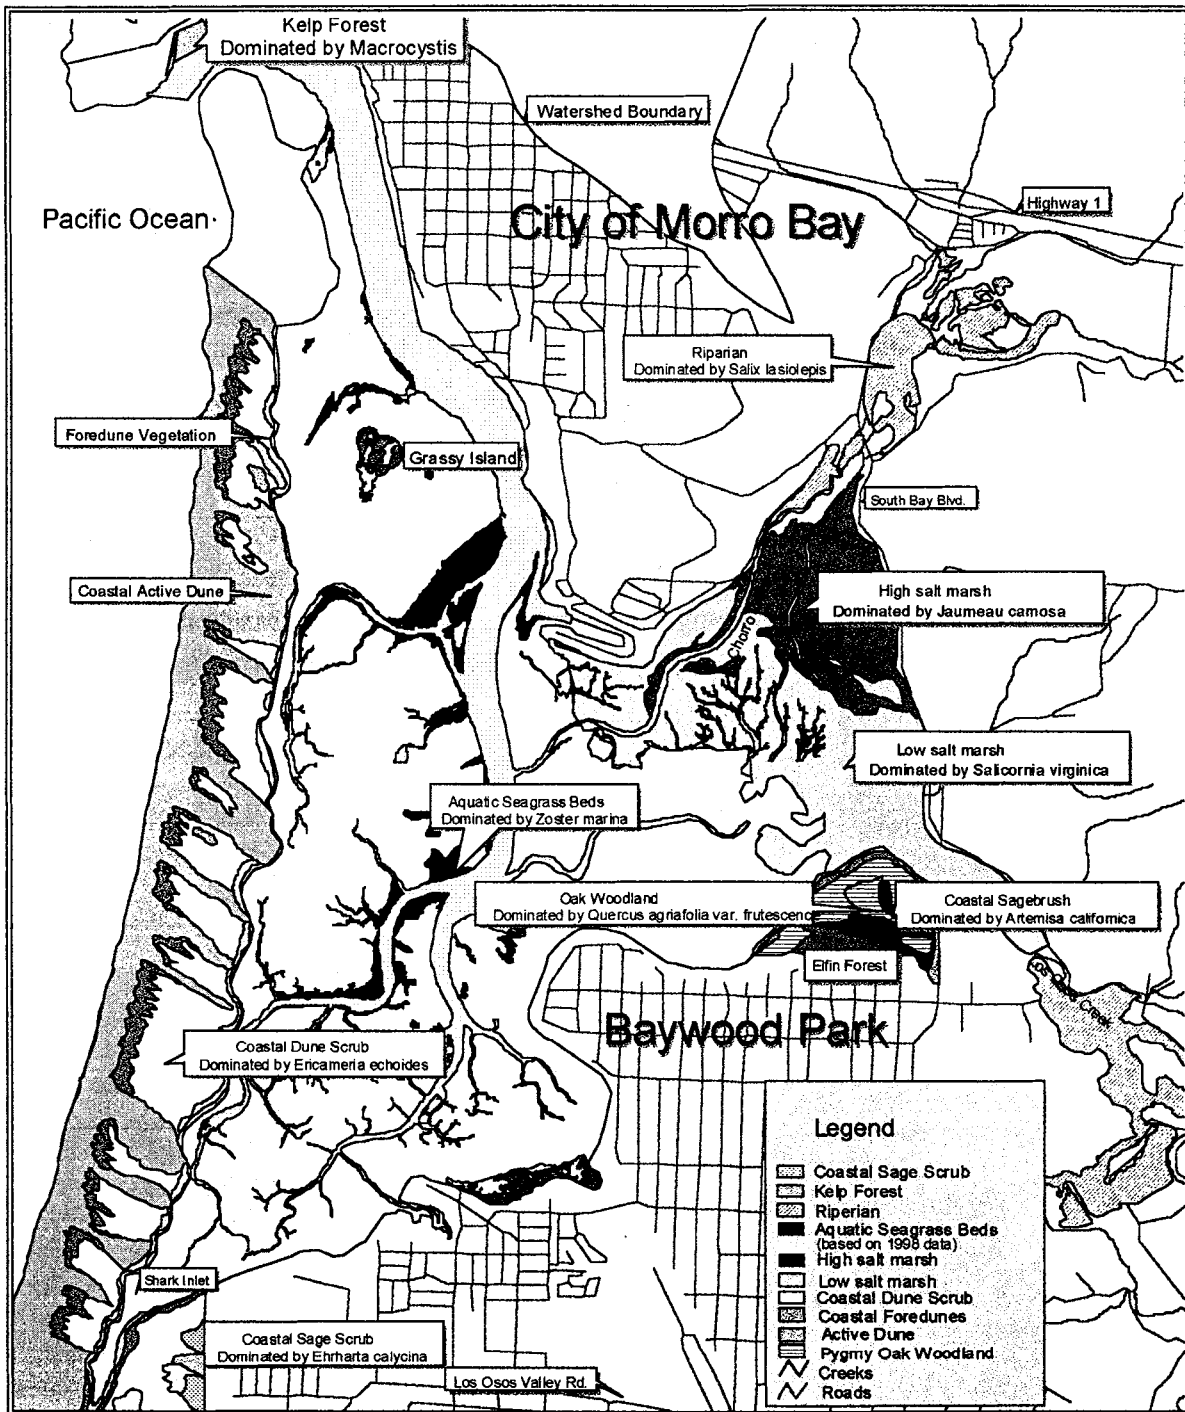 Kelp Forest
Dominated by Macrocystis
Watershed Boundary
Highway 1
Pacific Ocean
City of Morro Bay
Riparian
Dominated by Salix lasiolepis
Foredune Vegetation
Grassy Island
South Bay Blvd.
Coastal Active Dune
High salt marsh
Dominated by Jaumeau camosa
Chorro
Low salt marsh
Dominated by Salicornia virginica
Aquatic Seagrass Beds
Dominated by Zoster marina
Oak Woodland
Dominated by Quercus agriafolia var. frutescenc
Coastal Sagebrush
Dominated by Artemisa californica
Elfin Forest
Los Osos Creek
Baywood Park
Coastal Dune Scrub
Dominated by Ericameria echoides
Shark Inlet
Coastal Sage Scrub
Dominated by Ehrharta calycina
Los Osos Valley Rd.
Legend
Coastal Sage Scrub
Kelp Forest
Riperian
Aquatic Seagrass Beds
(based on 1998 data)
High salt marsh
Low salt marsh
Coastal Dune Scrub
Coastal Foredunes
Active Dune
Pygmy Oak Woodland
Creeks
Roads